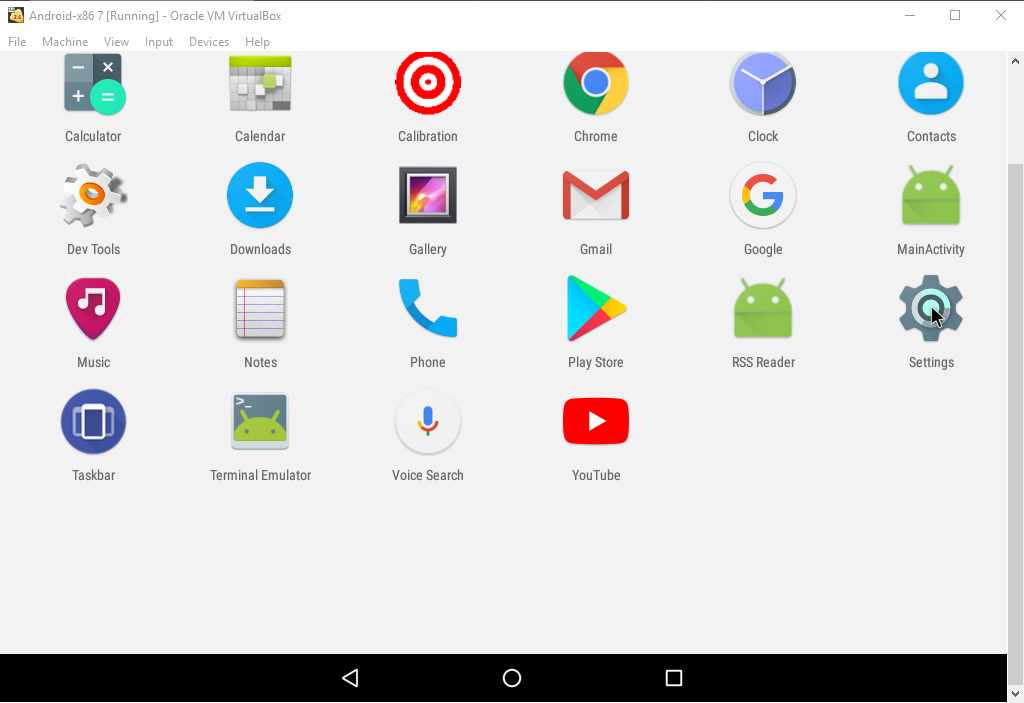 Android-x86 7 [Running] - Oracle VM VirtualBox
File Machine View Input Devices Help
Calculator Calendar Calibration Chrome Clock Contacts
Dev Tools Downloads Gallery Gmail Google MainActivity
Music Notes Phone Play Store RSS Reader Settings
Taskbar Terminal Emulator Voice Search YouTube